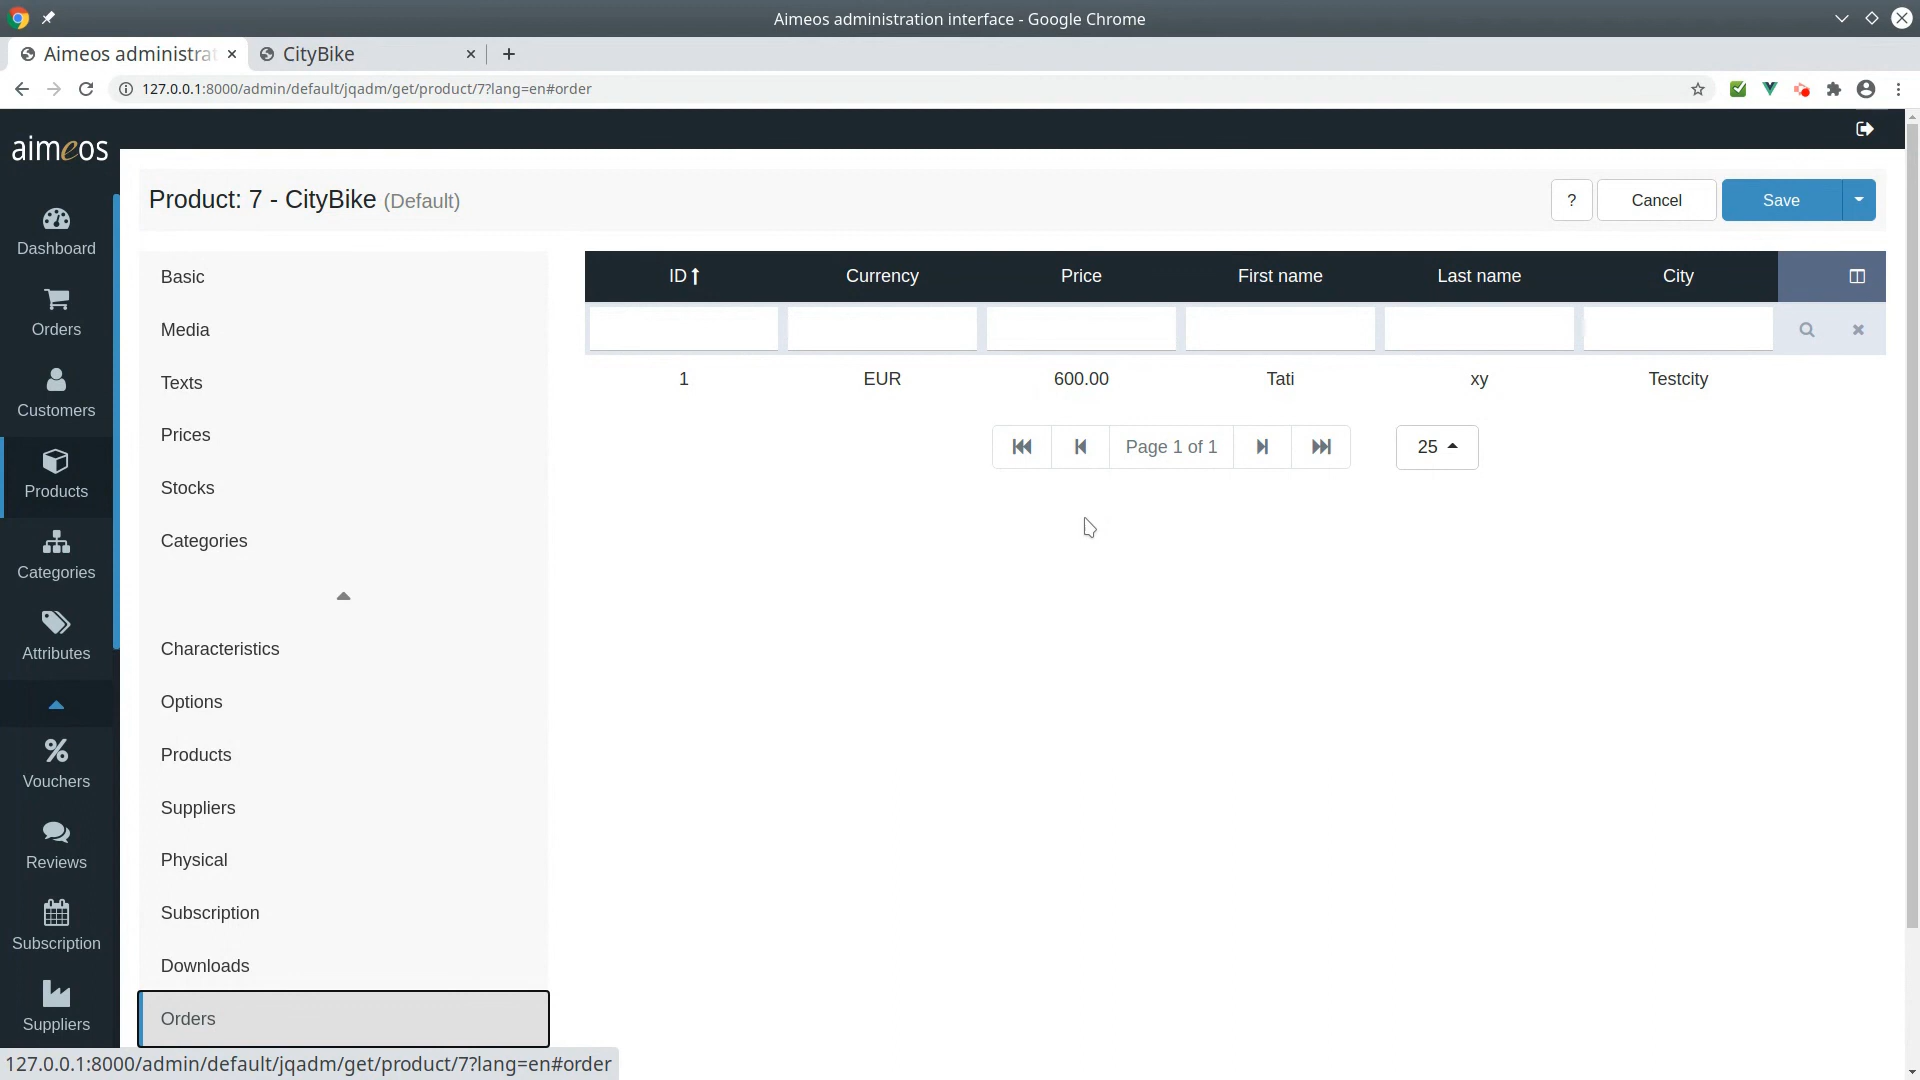 Aimeos administration interface - Google Chrome
Aimeos administrat
CityBike
127.0.0.1:8000/admin/default/jqadm/get/product/7?lang=en#order
aimeos
Product: 7 - CityBike (Default)
?
Cancel
Save
Dashboard
Orders
Customers
Products
Categories
Attributes
Vouchers
Reviews
Subscription
Suppliers
Basic
Media
Texts
Prices
Stocks
Categories
Characteristics
Options
Products
Suppliers
Physical
Subscription
Downloads
Orders
ID Currency Price First name Last name City
1 EUR 600.00 Tati xy Testcity
Page 1 of 1
25
127.0.0.1:8000/admin/default/jqadm/get/product/7?lang=en#order